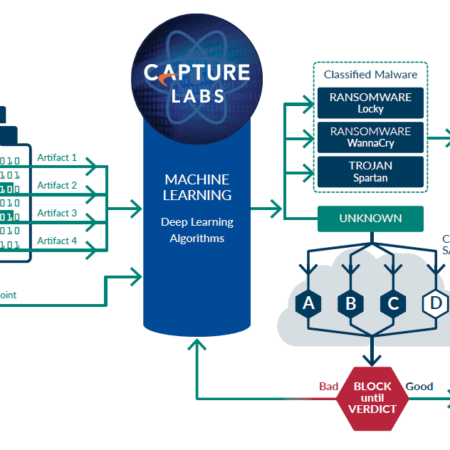 CAPTURE
LABS
Classified Malware
RANSOMWARE
Locky
RANSOMWARE
WannaCry
TROJAN
Spartan
Artifact 1
Artifact 2
Artifact 3
Artifact 4
MACHINE
LEARNING
Deep Learning
Algorithms
UNKNOWN
C
SA
oint
A
B
C
D
Bad
BLOCK
until
VERDICT
Good